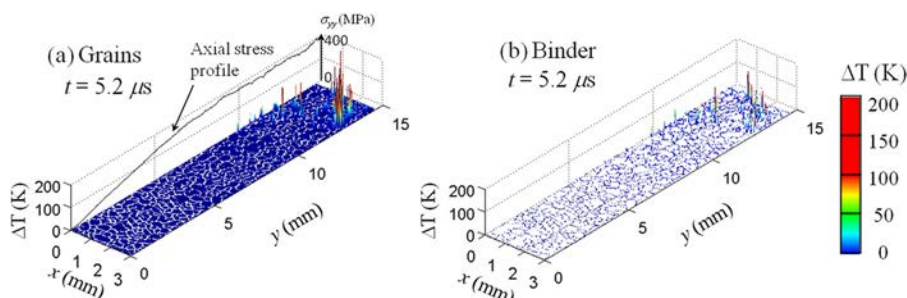 (a) Grains
t = 5.2 μs
Axial stress
profile
σyy (MPa)
400
0
200
100
0
ΔT (K)
0
1
2
3
x (mm)
0
5
10
15
y (mm)
(b) Binder
t = 5.2 μs
200
100
0
ΔT (K)
0
1
2
3
x (mm)
0
5
10
15
y (mm)
ΔT (K)
200
150
100
50
0